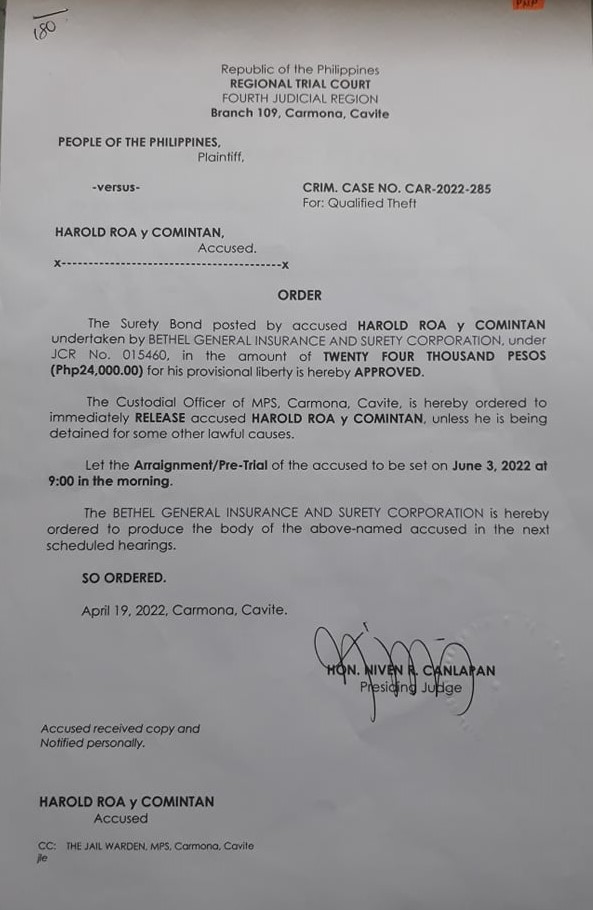 180
PNP
Republic of the Philippines
REGIONAL TRIAL COURT
FOURTH JUDICIAL REGION
Branch 109, Carmona, Cavite
PEOPLE OF THE PHILIPPINES,
Plaintiff,
-versus-
CRIM. CASE NO. CAR-2022-285
For: Qualified Theft
HAROLD ROA y COMINTAN,
Accused.
x-----------------------------------x
ORDER
The Surety Bond posted by accused HAROLD ROA y COMINTAN
undertaken by BETHEL GENERAL INSURANCE AND SURETY CORPORATION, under
JCR No. 015460, in the amount of TWENTY FOUR THOUSAND PESOS
(Php24,000.00) for his provisional liberty is hereby APPROVED.
The Custodial Officer of MPS, Carmona, Cavite, is hereby ordered to
immediately RELEASE accused HAROLD ROA y COMINTAN, unless he is being
detained for some other lawful causes.
Let the Arraignment/Pre-Trial of the accused to be set on June 3, 2022 at
9:00 in the morning.
The BETHEL GENERAL INSURANCE AND SURETY CORPORATION is hereby
ordered to produce the body of the above-named accused in the next
scheduled hearings.
SO ORDERED.
April 19, 2022, Carmona, Cavite.
HON. NIVEN R. CANLAPAN
Presiding Judge
Accused received copy and
Notified personally.
HAROLD ROA y COMINTAN
Accused
CC: THE JAIL WARDEN, MPS, Carmona, Cavite
jle